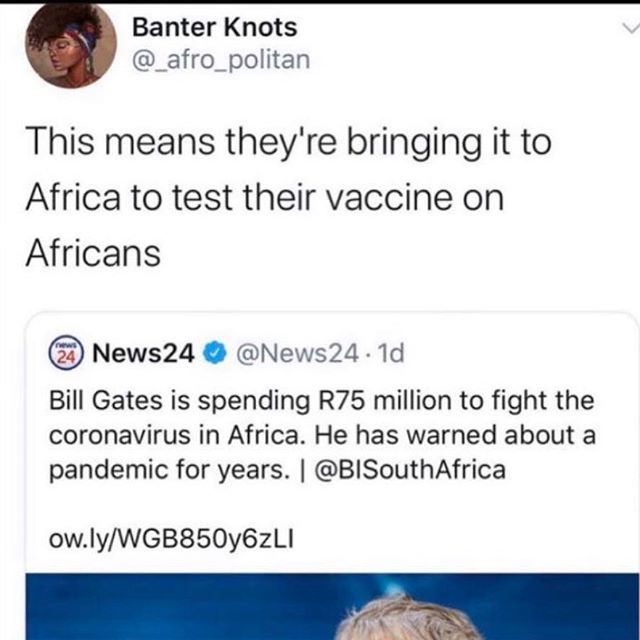 Banter Knots
@_afro_politan
This means they're bringing it to
Africa to test their vaccine on
Africans
news
24
News24 @News24 · 1d
Bill Gates is spending R75 million to fight the
coronavirus in Africa. He has warned about a
pandemic for years. | @BISouthAfrica
ow.ly/WGB850y6zLI